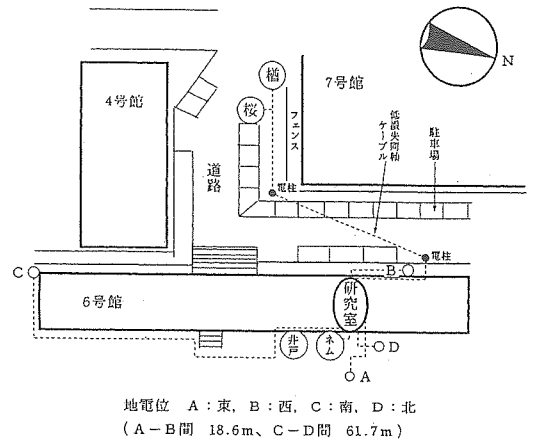 楢
7号館
N
4号館
桜
フェンス
低損失同軸
ケーブル
駐車場
道路
電柱
電柱
C
B
6号館
研究室
井戸
ネム
D
A
地電位 A:東, B:西, C:南, D:北
(A-B間 18.6m、C-D間 61.7m)